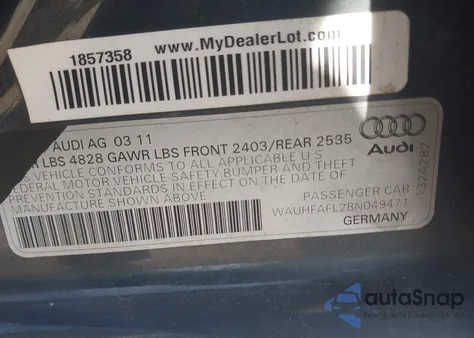 1857358 www.MyDealerLot.com
AUDI AG 03 11
LBS 4828 GAWR LBS FRONT 2403/REAR 2535
VEHICLE CONFORMS TO ALL APPLICABLE U S
FEDERAL MOTOR VEHICLE SAFETY BUMPER AND THEFT
PREVENTION STANDARDS IN EFFECT ON THE DATE OF
MANUFACTURE SHOWN ABOVE
Audi
1324287
PASSENGER CAR
WAUHFAFL2BN049471
GERMANY
autoSnap